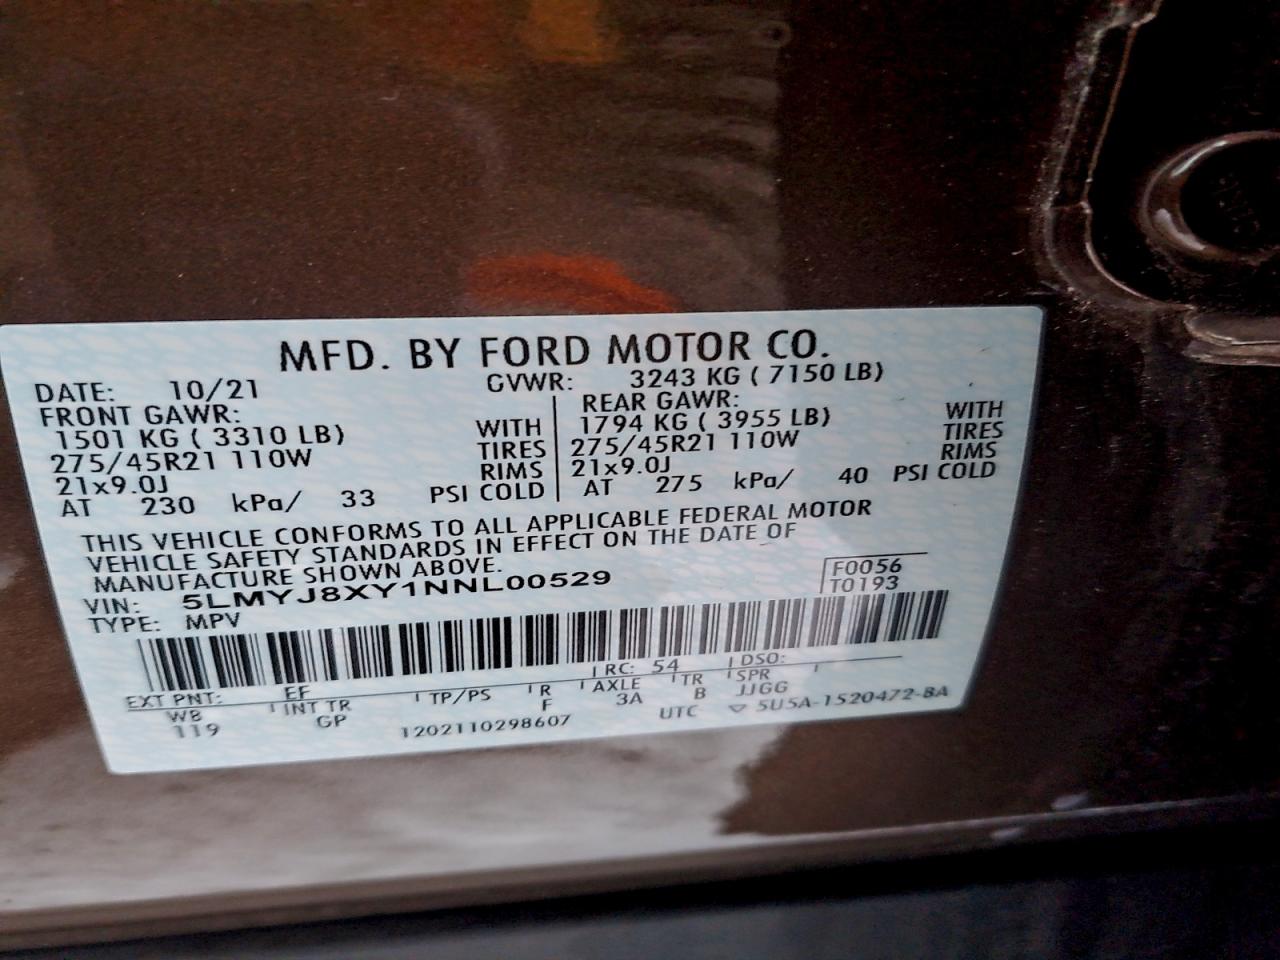 MFD. BY FORD MOTOR CO.
DATE: 10/21 GVWR: 3243 KG ( 7150 LB)
FRONT GAWR: REAR GAWR:
1501 KG ( 3310 LB) WITH 1794 KG ( 3955 LB) WITH
275/45R21 110W TIRES 275/45R21 110W TIRES
21x9.0J RIMS 21x9.0J RIMS
AT 230 kPa/ 33 PSI COLD AT 275 kPa/ 40 PSI COLD
THIS VEHICLE CONFORMS TO ALL APPLICABLE FEDERAL MOTOR
VEHICLE SAFETY STANDARDS IN EFFECT ON THE DATE OF
MANUFACTURE SHOWN ABOVE.
VIN: 5LMYJ8XY1NNL00529 F0056
TYPE: MPV T0193
EXT PNT: EF RC: 54 DSO:
WB INT TR TP/PS R AXLE TR SPR
119 GP F 3A B JJGG
1202110298607 UTC ▽ 5U5A-1520472-BA